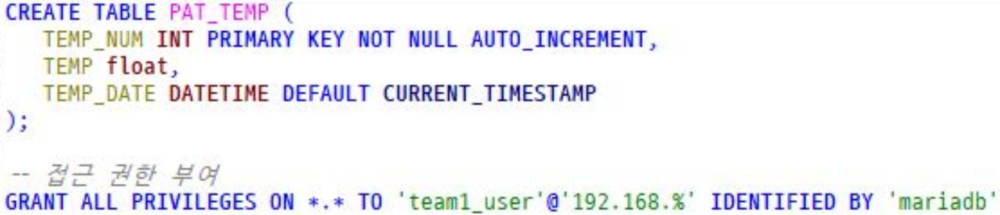 CREATE TABLE PAT_TEMP (
TEMP_NUM INT PRIMARY KEY NOT NULL AUTO_INCREMENT,
TEMP float,
TEMP_DATE DATETIME DEFAULT CURRENT_TIMESTAMP
);
-- 접근 권한 부여
GRANT ALL PRIVILEGES ON *.* TO 'team1_user'@'192.168.%' IDENTIFIED BY 'mariadb'